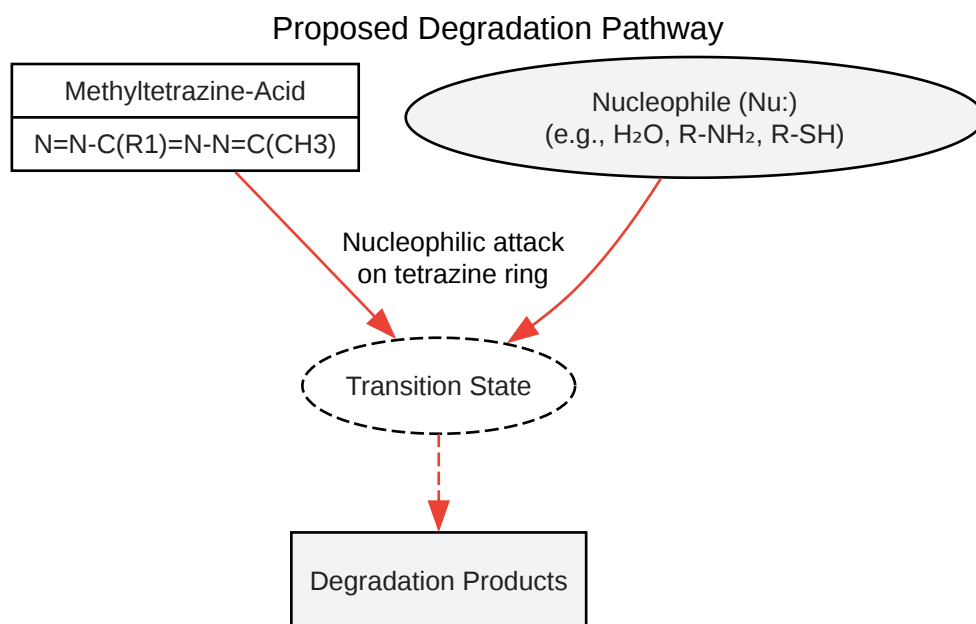 Proposed Degradation Pathway
Methyltetrazine-Acid
N=N-C(R1)=N-N=C(CH3)
Nucleophile (Nu:)
(e.g., H₂O, R-NH₂, R-SH)
Nucleophilic attack
on tetrazine ring
Transition State
Degradation Products